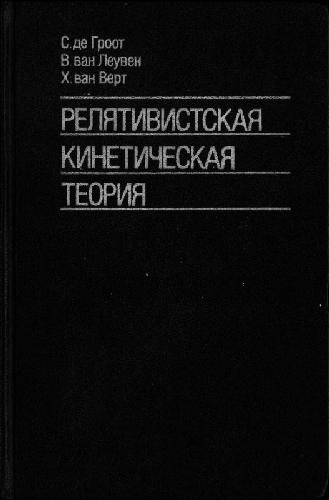 С. де Гроот
В. ван Леувен
Х. ван Верт
РЕЛЯТИВИСТСКАЯ
КИНЕТИЧЕСКАЯ
ТЕОРИЯ